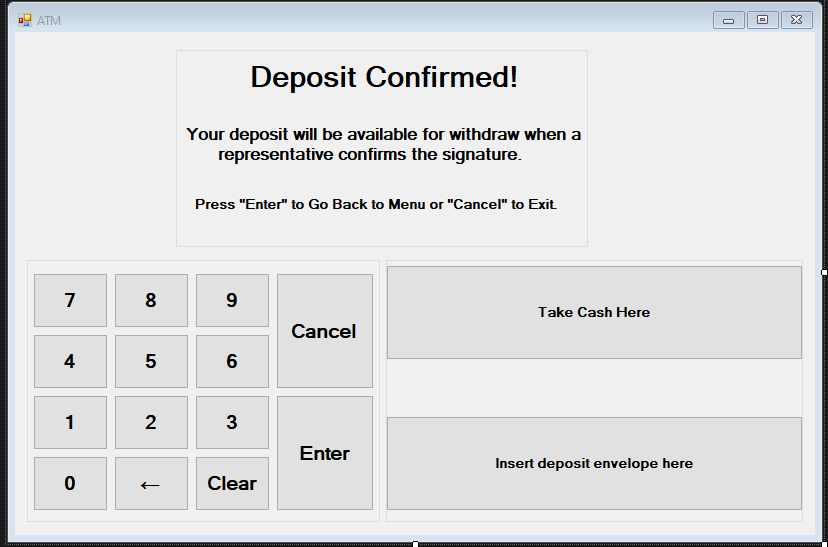 ATM
Deposit Confirmed!
Your deposit will be available for withdraw when a
representative confirms the signature.
Press "Enter" to Go Back to Menu or "Cancel" to Exit.
7 8 9
Cancel
4 5 6
1 2 3
Enter
0 ← Clear
Take Cash Here
Insert deposit envelope here